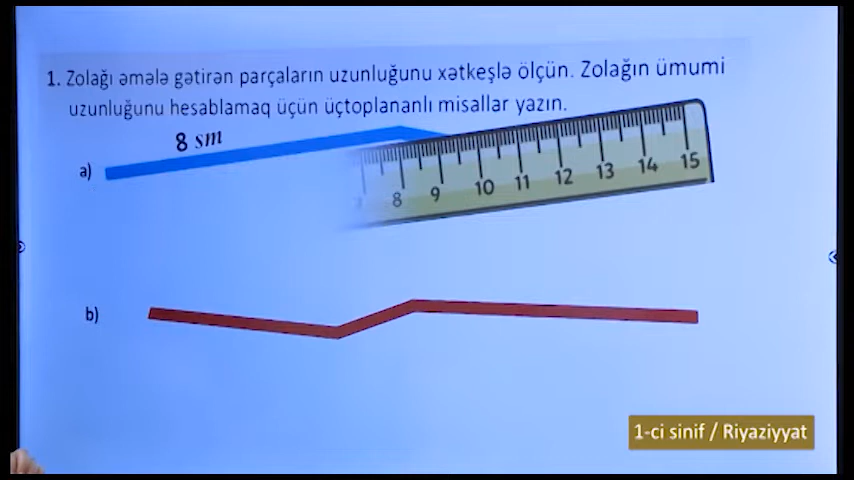 1. Zolağı əmələ gətirən parçaların uzunluğunu xətkeşlə ölçün. Zolağın ümumi
uzunluğunu hesablamaq üçün üçtoplananlı misallar yazın.
8 sm
a)
8 9 10 11 12 13 14 15
b)
1-ci sinif / Riyaziyyat